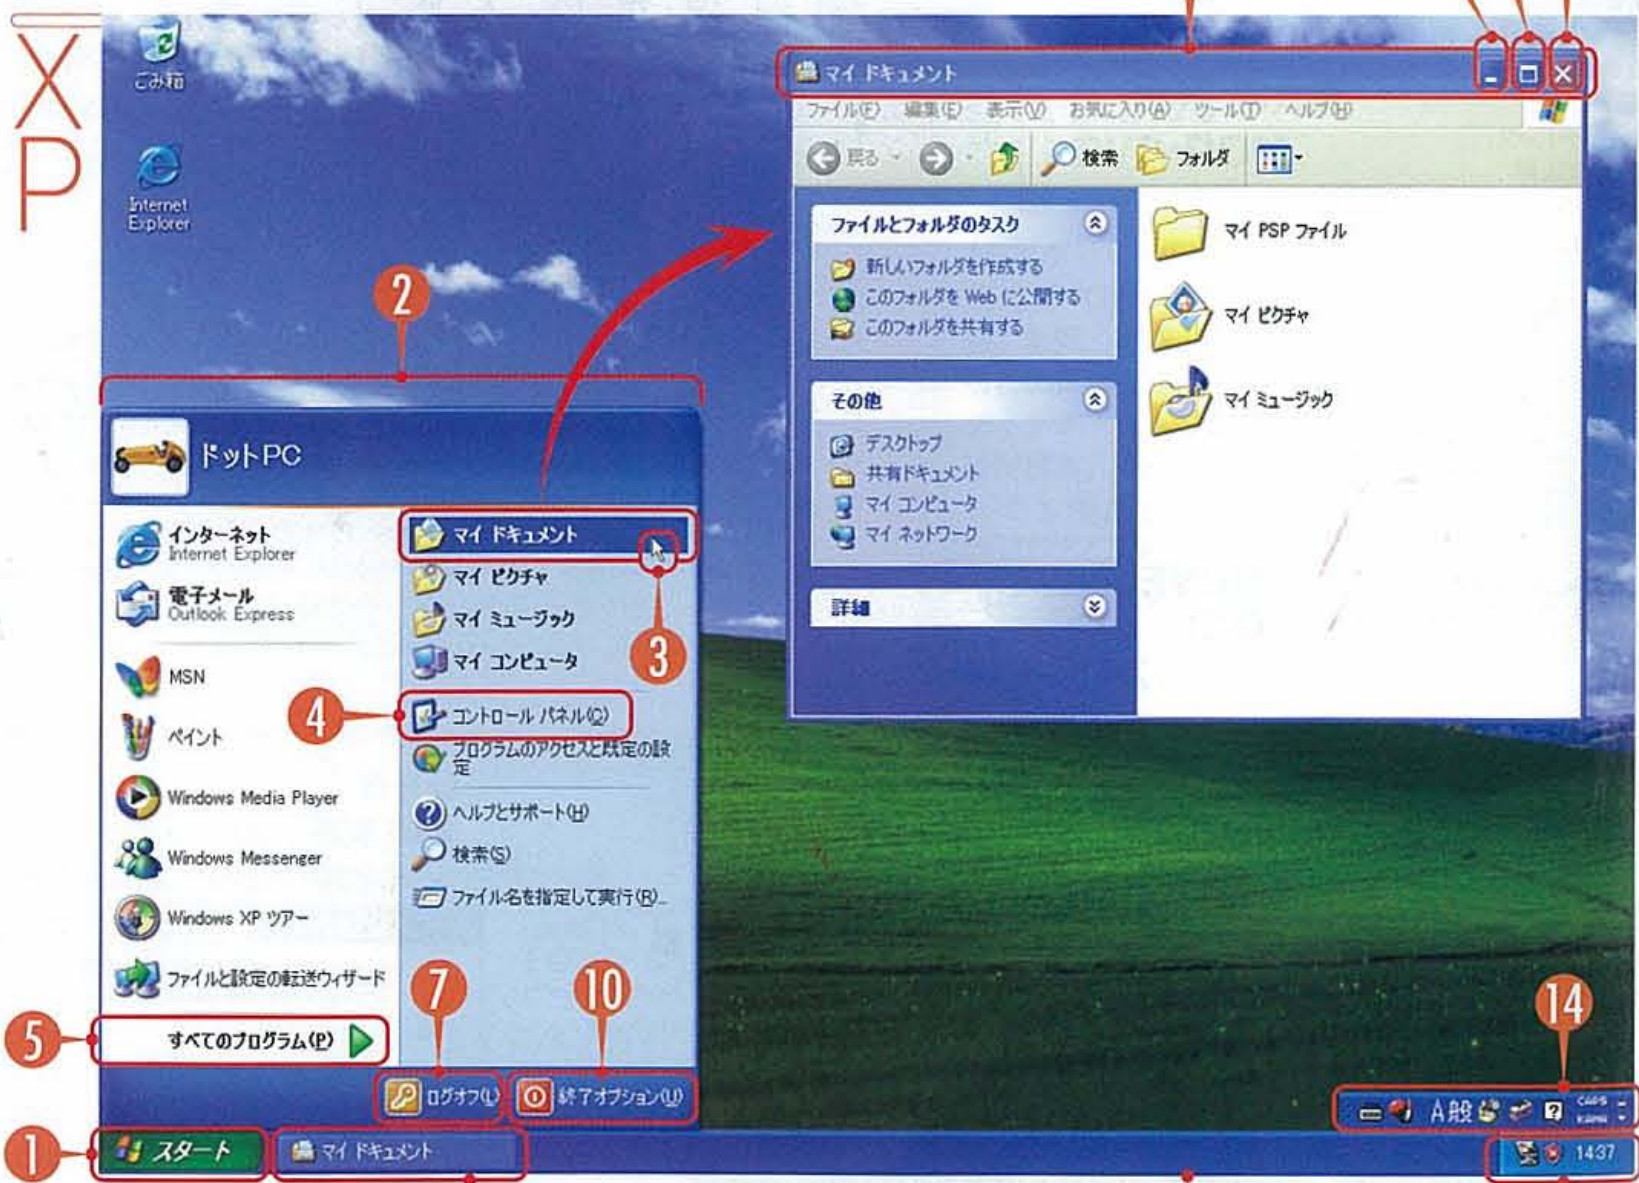 XP
ごみ箱
Internet
Explorer
マイ ドキュメント
ファイル(F) 編集(E) 表示(V) お気に入り(A) ツール(T) ヘルプ(H)
戻る 検索 フォルダ
ファイルとフォルダのタスク
新しいフォルダを作成する
このフォルダを Web に公開する
このフォルダを共有する
その他
デスクトップ
共有ドキュメント
マイ コンピュータ
マイ ネットワーク
詳細
マイ PSP ファイル
マイ ピクチャ
マイ ミュージック
2
ドットPC
インターネット
Internet Explorer
電子メール
Outlook Express
MSN
ペイント
Windows Media Player
Windows Messenger
Windows XP ツアー
ファイルと設定の転送ウィザード
5
すべてのプログラム(P)
マイ ドキュメント
マイ ピクチャ
マイ ミュージック
3
マイ コンピュータ
4
コントロール パネル(C)
プログラムのアクセスと既定の設
定
ヘルプとサポート(H)
検索(S)
ファイル名を指定して実行(R)...
7
10
ログオフ(L)
終了オプション(U)
14
A般
CAPS
KANA
1
スタート
マイ ドキュメント
14:37